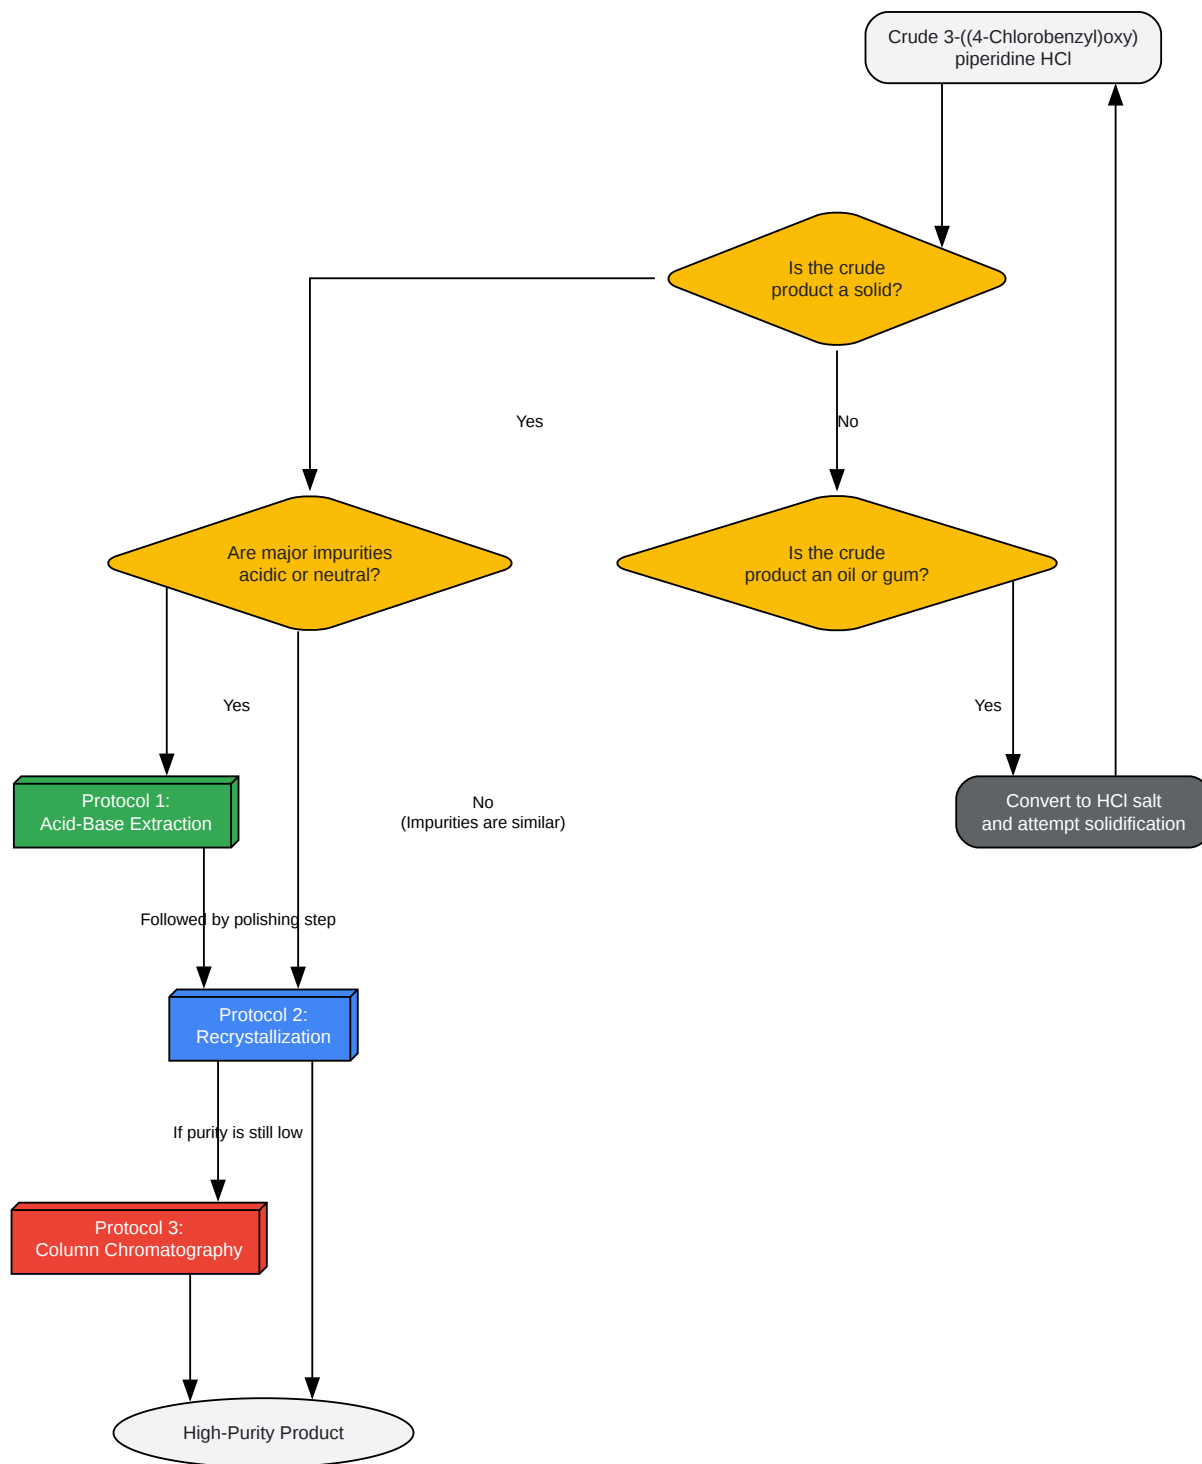 Crude 3-((4-Chlorobenzyl)oxy)
piperidine HCl
Is the crude
product a solid?
Yes
No
Are major impurities
acidic or neutral?
Is the crude
product an oil or gum?
Yes
Yes
Protocol 1:
Acid-Base Extraction
No
(Impurities are similar)
Convert to HCl salt
and attempt solidification
Followed by polishing step
Protocol 2:
Recrystallization
If purity is still low
Protocol 3:
Column Chromatography
High-Purity Product